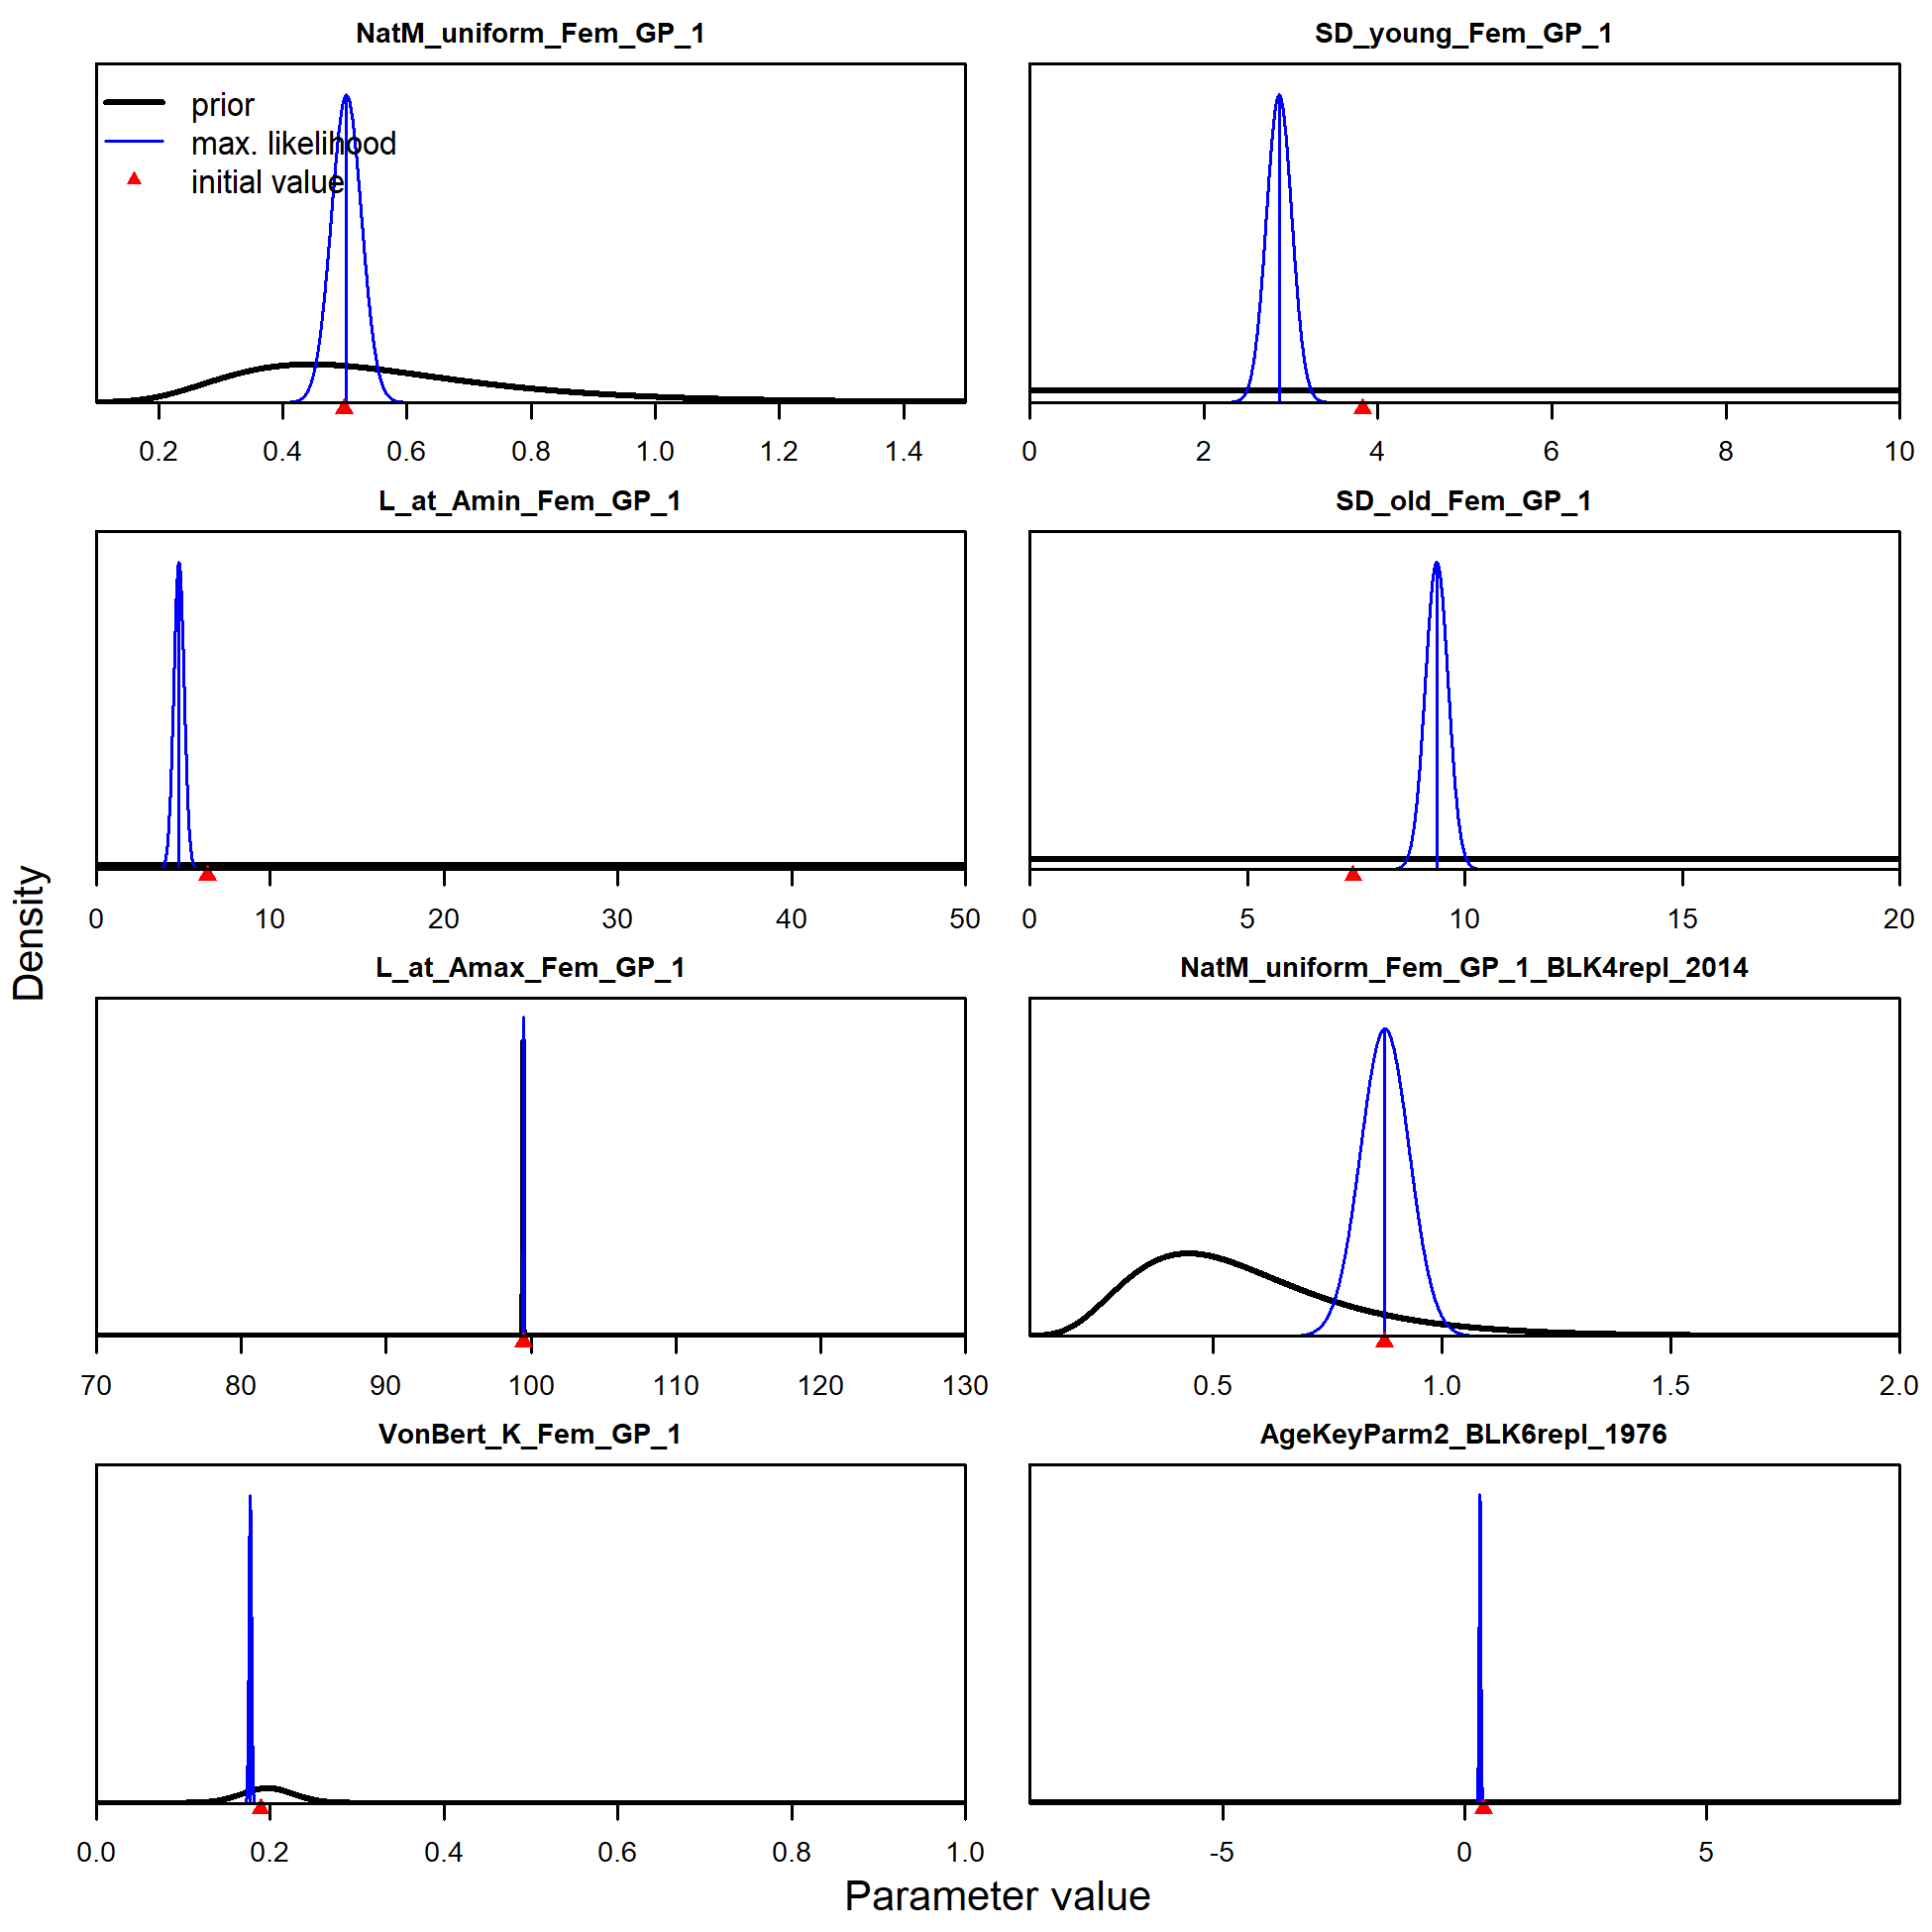 NatM_uniform_Fem_GP_1
prior
max. likelihood
initial value
0.2 0.4 0.6 0.8 1.0 1.2 1.4
SD_young_Fem_GP_1
0 2 4 6 8 10
L_at_Amin_Fem_GP_1
0 10 20 30 40 50
SD_old_Fem_GP_1
0 5 10 15 20
L_at_Amax_Fem_GP_1
70 80 90 100 110 120 130
NatM_uniform_Fem_GP_1_BLK4repl_2014
0.5 1.0 1.5 2.0
VonBert_K_Fem_GP_1
0.0 0.2 0.4 0.6 0.8 1.0
AgeKeyParm2_BLK6repl_1976
-5 0 5
Density
Parameter value